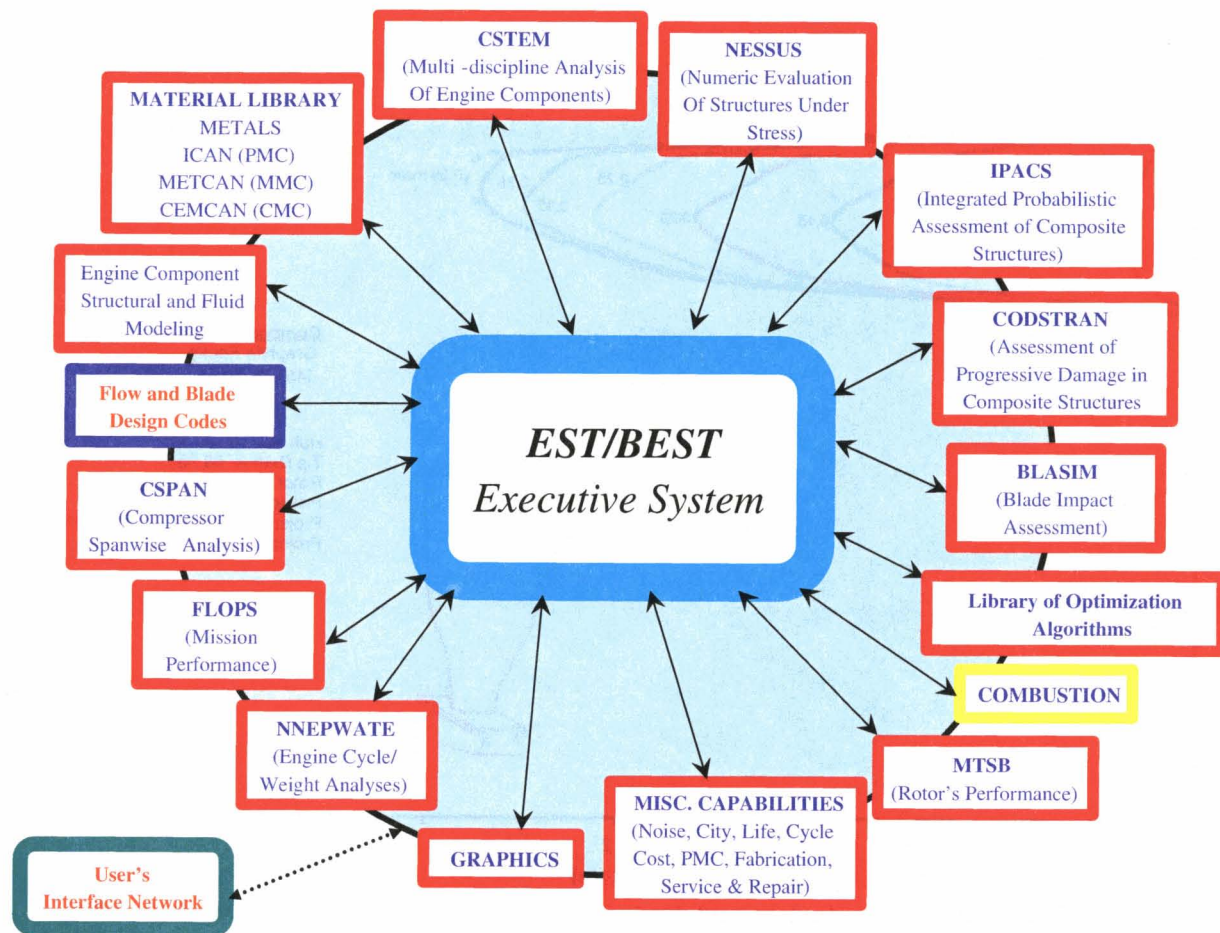 CSTEM
(Multi -discipline Analysis
Of Engine Components)
NESSUS
(Numeric Evaluation
Of Structures Under
Stress)
MATERIAL LIBRARY
METALS
ICAN (PMC)
METCAN (MMC)
CEMCAN (CMC)
IPACS
(Integrated Probabilistic
Assessment of Composite
Structures)
Engine Component
Structural and Fluid
Modeling
CODSTRAN
(Assessment of
Progressive Damage in
Composite Structures
Flow and Blade
Design Codes
EST/BEST
Executive System
CSPAN
(Compressor
Spanwise Analysis)
BLASIM
(Blade Impact
Assessment)
FLOPS
(Mission
Performance)
Library of Optimization
Algorithms
COMBUSTION
NNEPWATE
(Engine Cycle/
Weight Analyses)
MTSB
(Rotor's Performance)
MISC. CAPABILITIES
(Noise, City, Life, Cycle
Cost, PMC, Fabrication,
Service & Repair)
GRAPHICS
User's
Interface Network